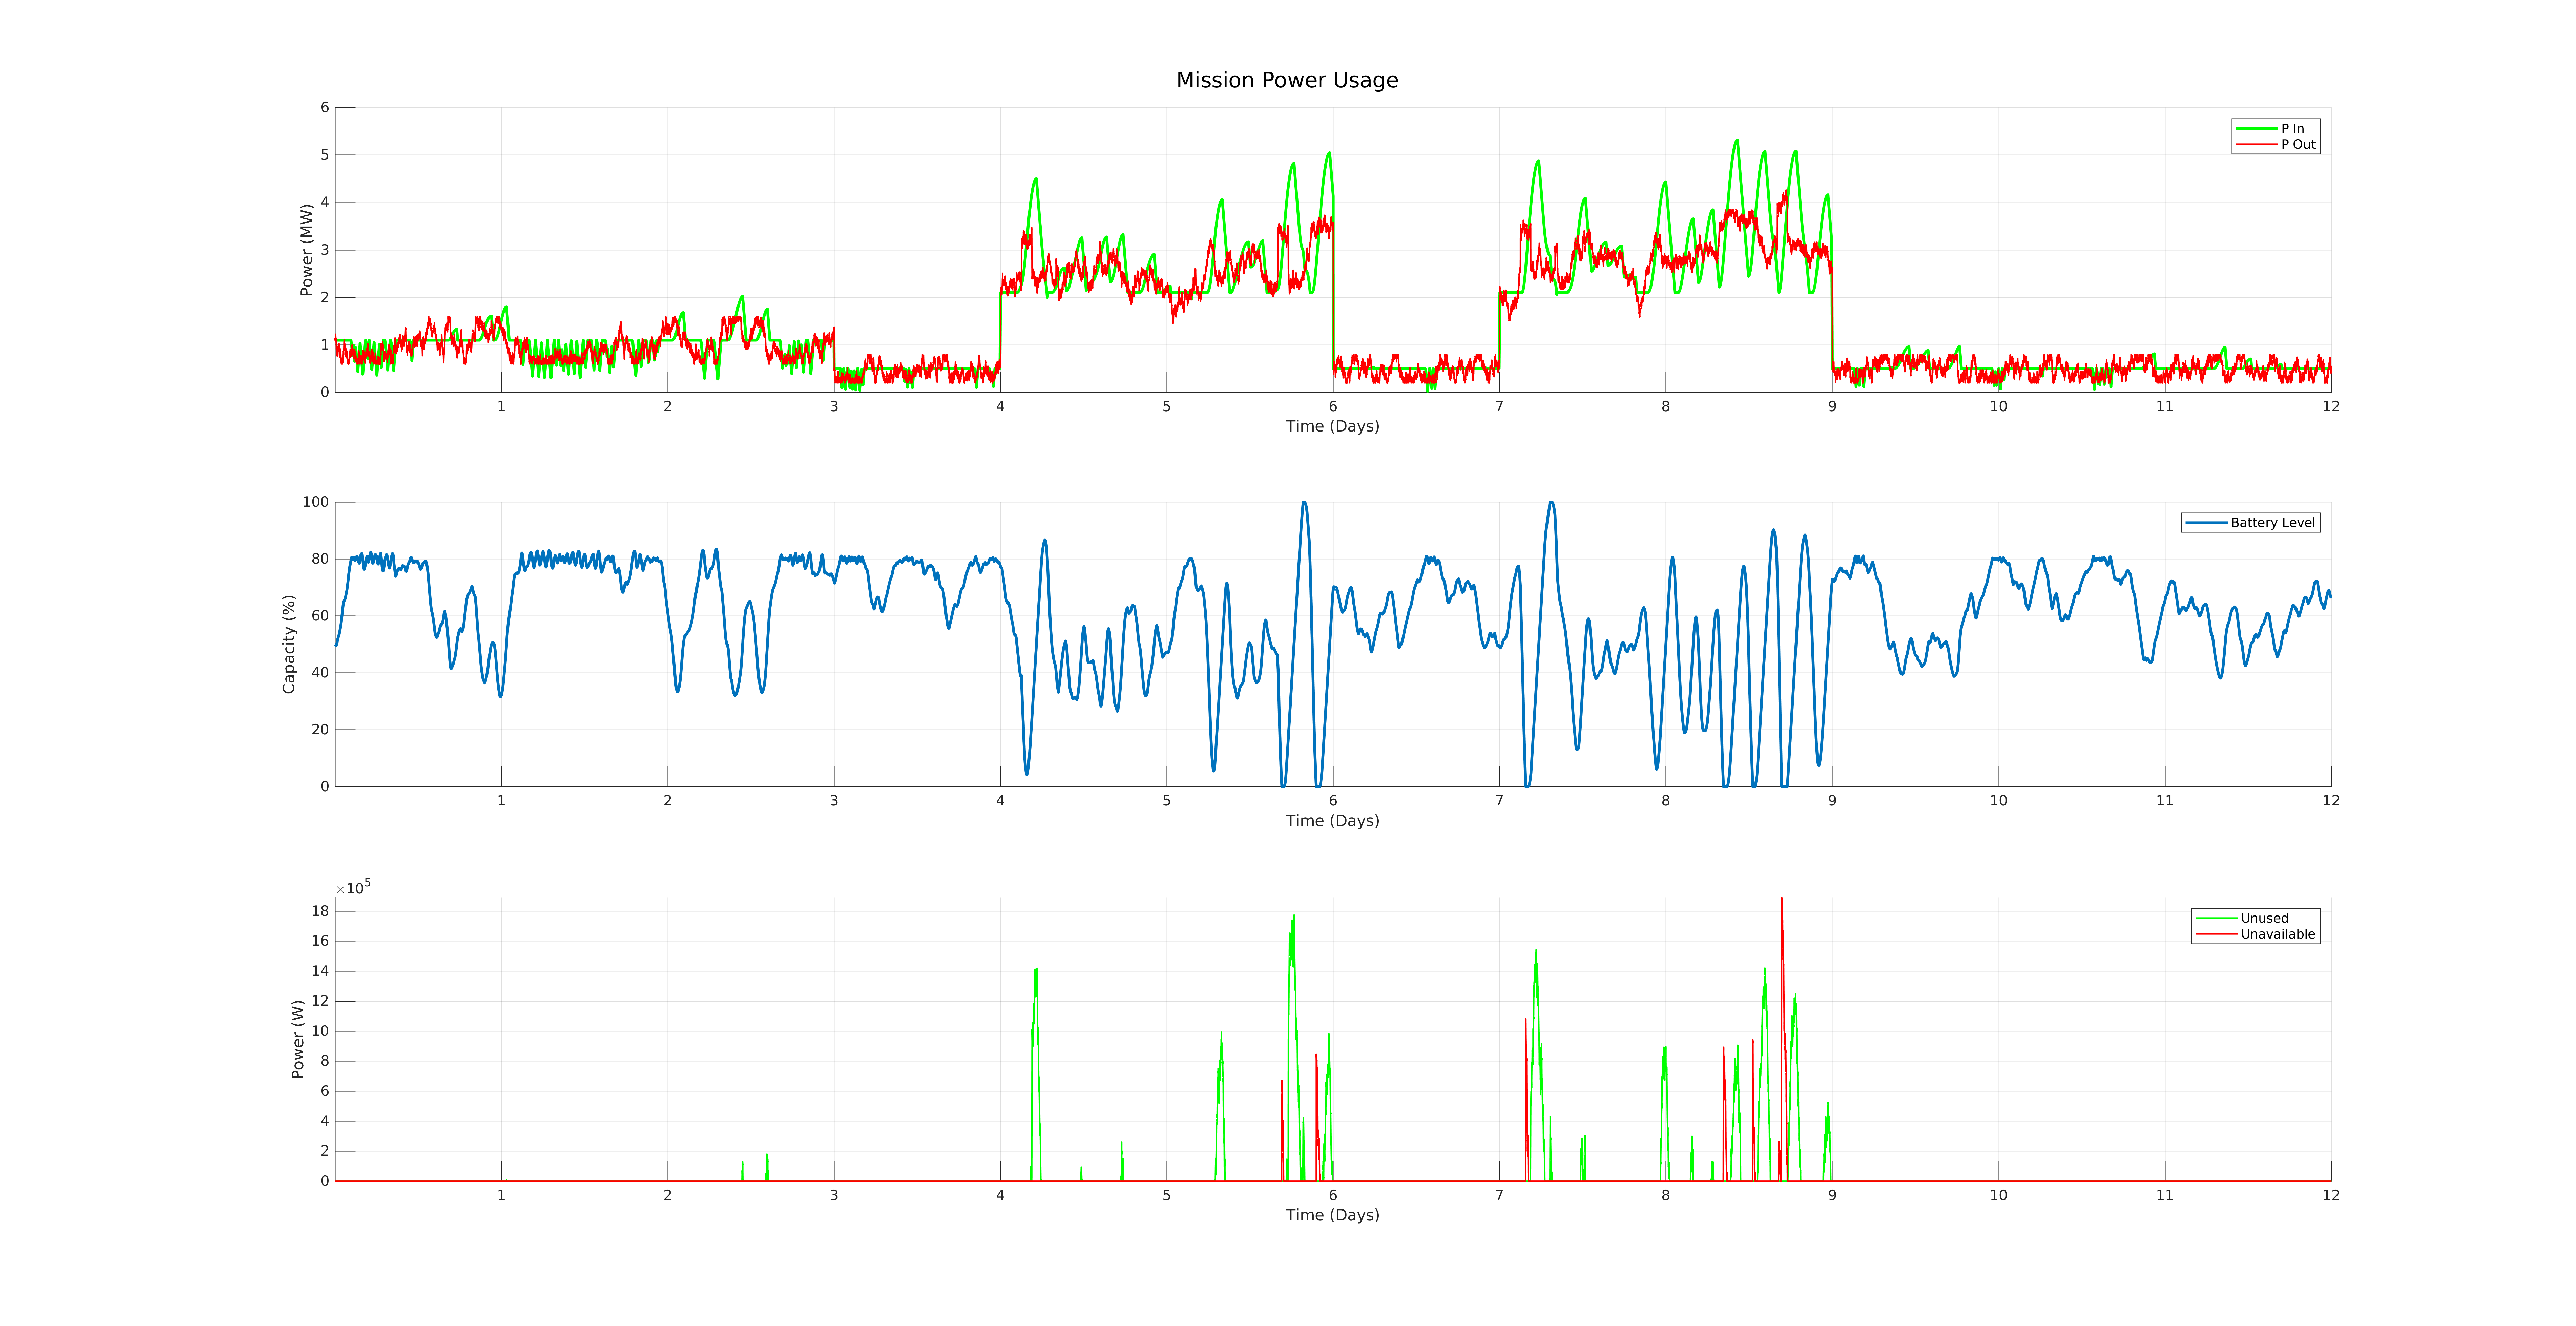 Mission Power Usage
6
5
4
3
2
1
0
Power (MW)
P In
P Out
1 2 3 4 5 6 7 8 9 10 11 12
Time (Days)
100
80
60
40
20
0
Capacity (%)
Battery Level
1 2 3 4 5 6 7 8 9 10 11 12
Time (Days)
×10^5
18
16
14
12
10
8
6
4
2
0
Power (W)
Unused
Unavailable
1 2 3 4 5 6 7 8 9 10 11 12
Time (Days)